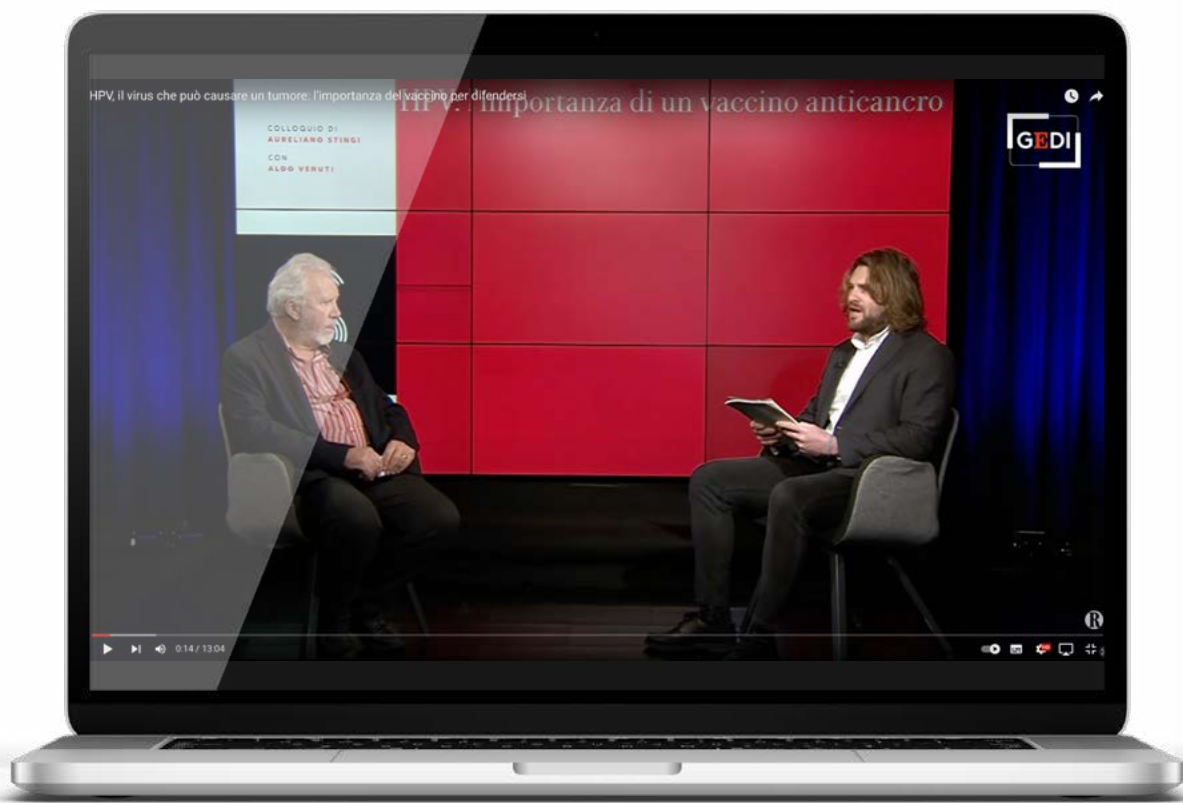 HPV, il virus che può causare un tumore: l'importanza del vaccino per difendersi
HPV: l'importanza di un vaccino anticancro
COLLOQUIO DI
AURELIANO STINGI
CON
ALDO VENUTI
GEDI
R
0:14 / 13:04